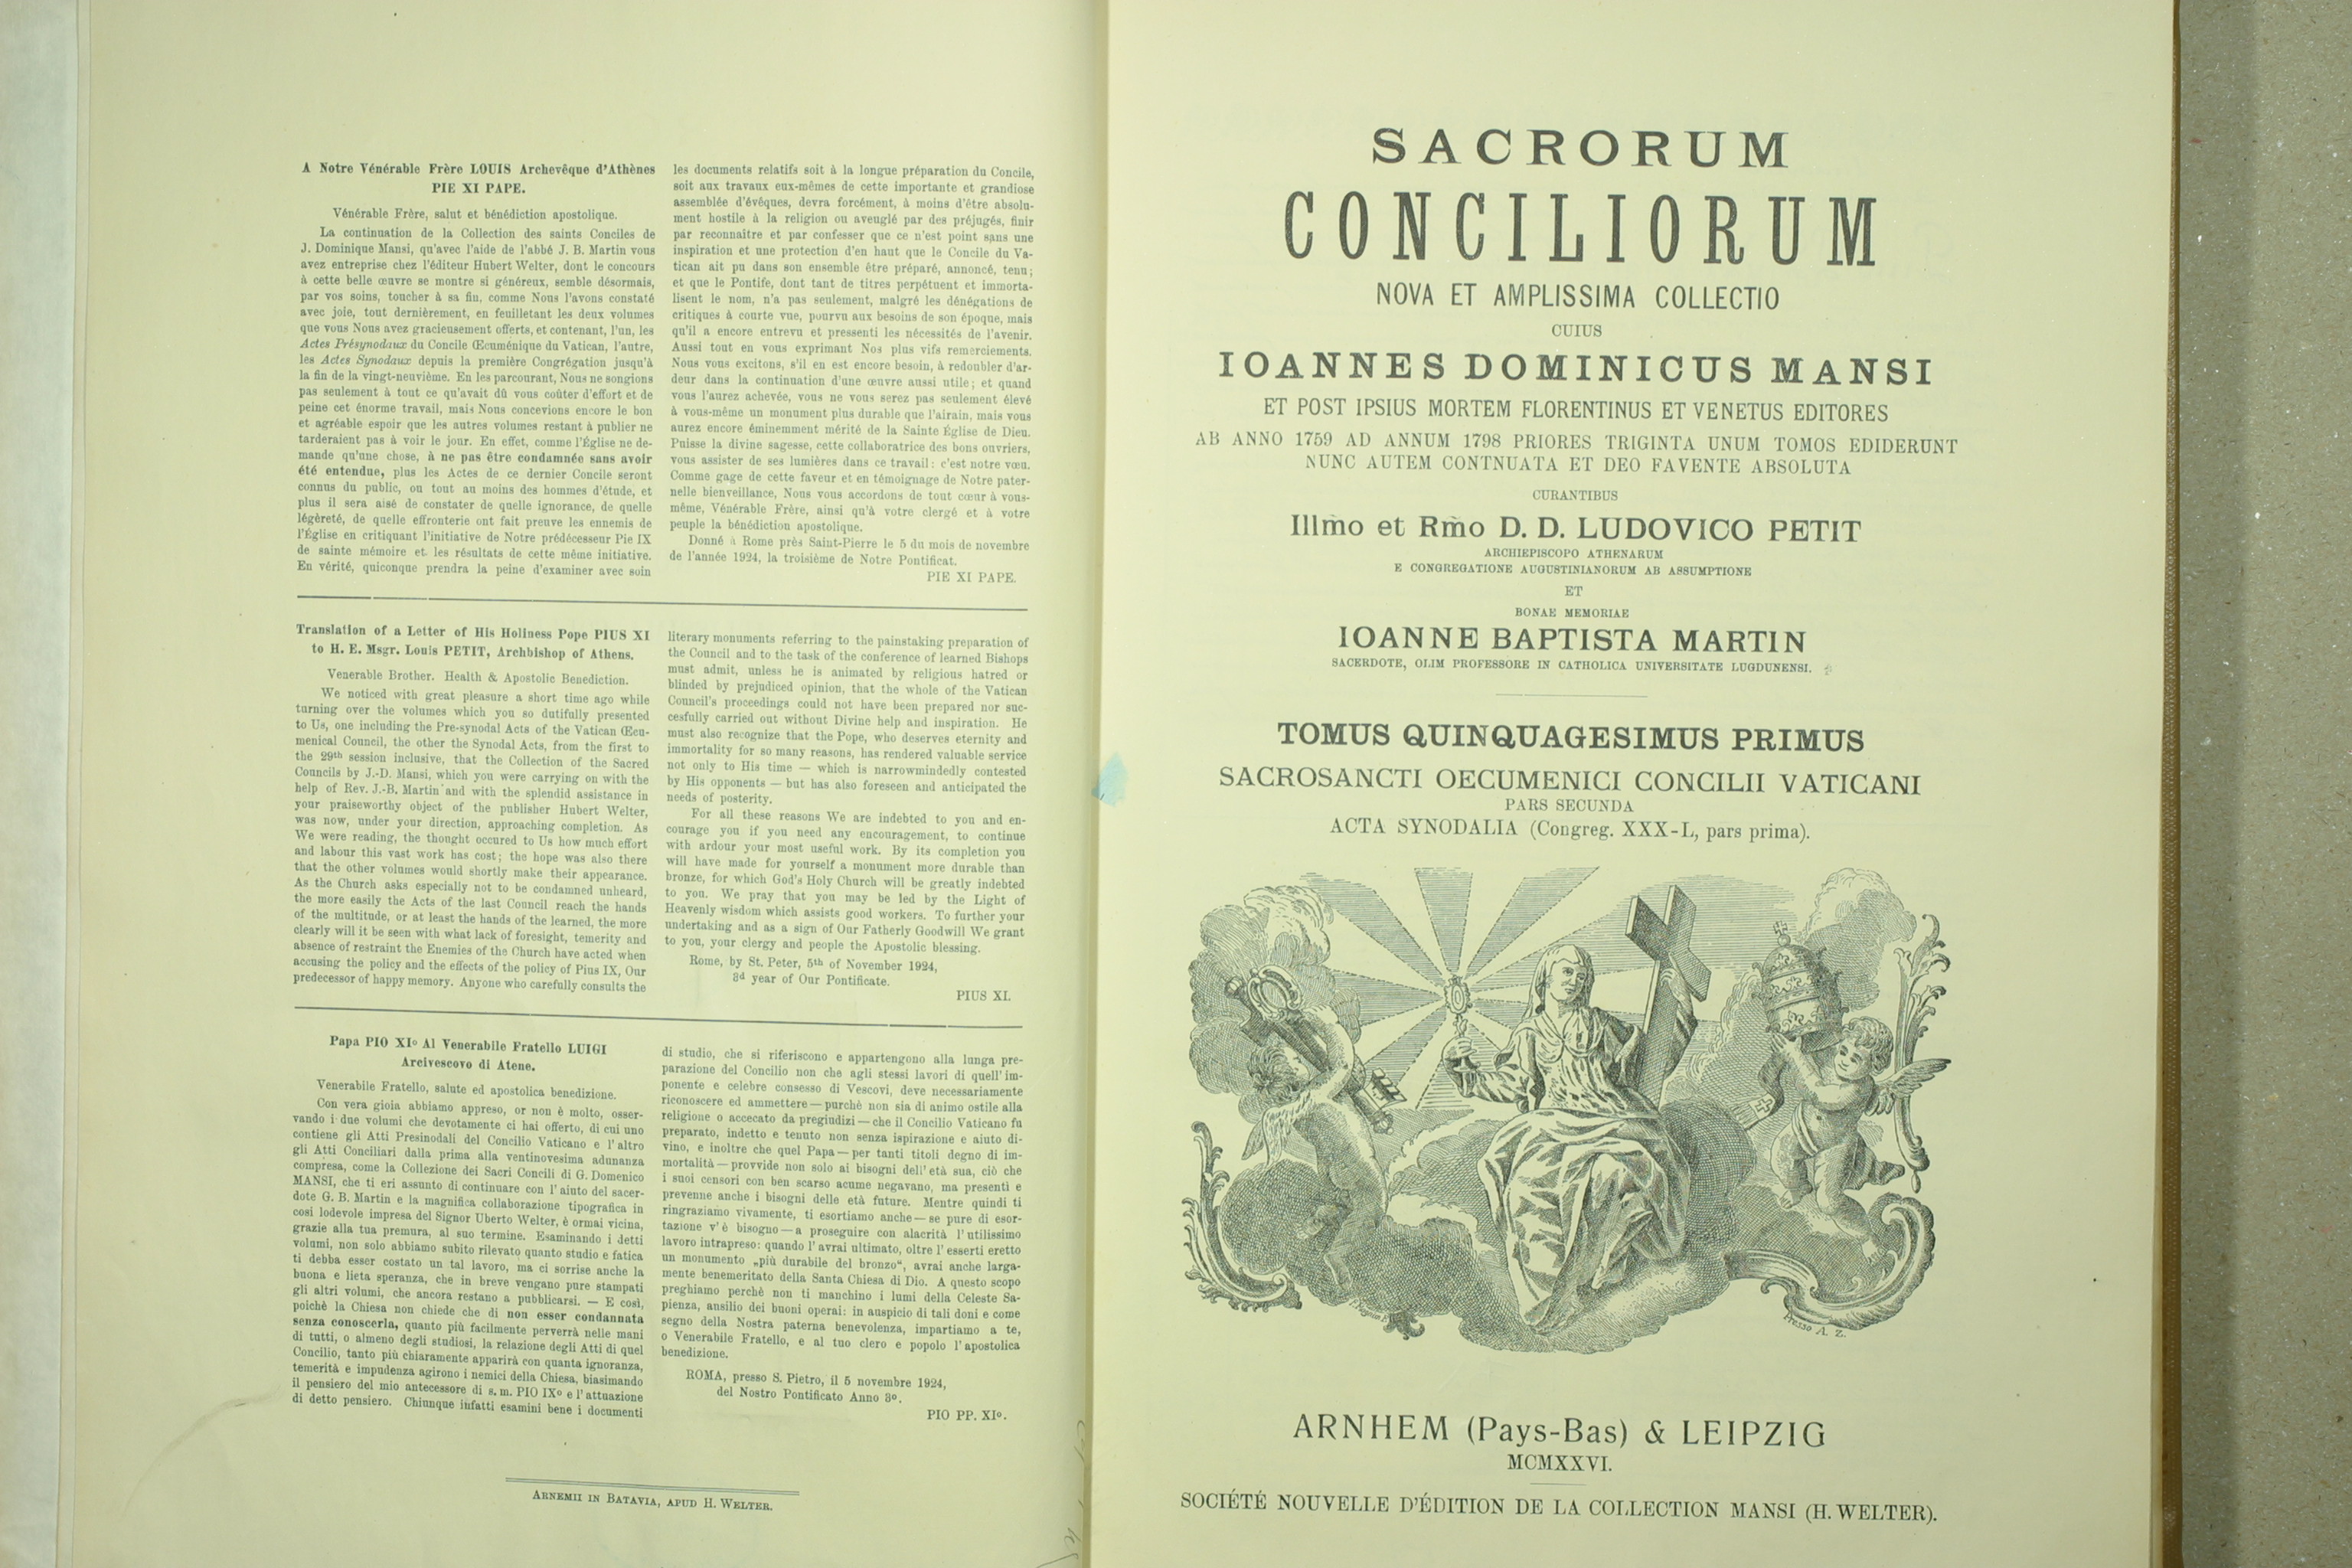 A Notre Vénérable Frère LOUIS Archevêque d'Athènes
PIE XI PAPE.
Vénérable Frère, salut et bénédiction apostolique.
La continuation de la Collection des saints Conciles de
J. Dominique Mansi, qu'avec l'aide de l'abbé J. B. Martin vous
avez entreprise chez l'éditeur Hubert Welter, dont le concours
à cette belle œuvre se montre si généreux, semble désormais,
par vos soins, toucher à sa fin, comme Nous l'avons constaté
avec joie, tout dernièrement, en feuilletant les deux volumes
que vous Nous avez gracieusement offerts, et contenant, l'un, les
Actes Présynodaux du Concile Œcuménique du Vatican, l'autre,
les Actes Synodaux depuis la première Congrégation jusqu'à
la fin de la vingt-neuvième. En les parcourant, Nous ne songions
pas seulement à tout ce qu'avait dû vous coûter d'effort et de
peine cet énorme travail, mais Nous concevions encore le bon
et agréable espoir que les autres volumes restant à publier ne
tarderaient pas à voir le jour. En effet, comme l'Église ne de-
mande qu'une chose, à ne pas être condamnée sans avoir
été entendue, plus les Actes de ce dernier Concile seront
connus du public, ou tout au moins des hommes d'étude, et
plus il sera aisé de constater de quelle ignorance, de quelle
légèreté, de quelle effronterie ont fait preuve les ennemis de
l'Église en critiquant l'initiative de Notre prédécesseur Pie IX
de sainte mémoire et les résultats de cette même initiative.
En vérité, quiconque prendra la peine d'examiner avec soin
les documents relatifs soit à la longue préparation du Concile,
soit aux travaux eux-mêmes de cette importante et grandiose
assemblée d'évêques, devra forcément, à moins d'être absolu-
ment hostile à la religion ou aveuglé par des préjugés, finir
par reconnaître et par confesser que ce n'est point sans une
inspiration et une protection d'en haut que le Concile du Va-
tican ait pu dans son ensemble être préparé, annoncé, tenu;
et que le Pontife, dont tant de titres perpétuent et immorta-
lisent le nom, n'a pas seulement, malgré les dénégations de
critiques à courte vue, pourvu aux besoins de son époque, mais
qu'il a encore entrevu et pressenti les nécessités de l'avenir.
Aussi tout en vous exprimant Nos plus vifs remerciements.
Nous vous excitons, s'il en est encore besoin, à redoubler d'ar-
deur dans la continuation d'une œuvre aussi utile; et quand
vous l'aurez achevée, vous ne vous serez pas seulement élevé
à vous-même un monument plus durable que l'airain, mais vous
aurez encore éminemment mérité de la Sainte Église de Dieu.
Puisse la divine sagesse, cette collaboratrice des bons ouvriers,
vous assister de ses lumières dans ce travail: c'est notre vœu.
Comme gage de cette faveur et en témoignage de Notre pater-
nelle bienveillance, Nous vous accordons de tout cœur à vous-
même, Vénérable Frère, ainsi qu'à votre clergé et à votre
peuple la bénédiction apostolique.
Donné à Rome près Saint-Pierre le 5 du mois de novembre
de l'année 1924, la troisième de Notre Pontificat.
PIE XI PAPE.
Translation of a Letter of His Holiness Pope PIUS XI
to H. E. Msgr. Louis PETIT, Archbishop of Athens.
Venerable Brother. Health & Apostolic Benediction.
We noticed with great pleasure a short time ago while
turning over the volumes which you so dutifully presented
to Us, one including the Pre-synodal Acts of the Vatican Œcu-
menical Council, the other the Synodal Acts, from the first to
the 29th session inclusive, that the Collection of the Sacred
Councils by J.-D. Mansi, which you were carrying on with the
help of Rev. J.-B. Martin and with the splendid assistance in
your praiseworthy object of the publisher Hubert Welter,
was now, under your direction, approaching completion. As
We were reading, the thought occured to Us how much effort
and labour this vast work has cost; the hope was also there
that the other volumes would shortly make their appearance.
As the Church asks especially not to be condamned unheard,
the more easily the Acts of the last Council reach the hands
of the multitude, or at least the hands of the learned, the more
clearly will it be seen with what lack of foresight, temerity and
absence of restraint the Enemies of the Church have acted when
accusing the policy and the effects of the policy of Pius IX, Our
predecessor of happy memory. Anyone who carefully consults the
literary monuments referring to the painstaking preparation of
the Council and to the task of the conference of learned Bishops
must admit, unless he is animated by religious hatred or
blinded by prejudiced opinion, that the whole of the Vatican
Council's proceedings could not have been prepared nor suc-
cesfully carried out without Divine help and inspiration. He
must also recognize that the Pope, who deserves eternity and
immortality for so many reasons, has rendered valuable service
not only to His time — which is narrowmindedly contested
by His opponents — but has also foreseen and anticipated the
needs of posterity.
For all these reasons We are indebted to you and en-
courage you if you need any encouragement, to continue
with ardour your most useful work. By its completion you
will have made for yourself a monument more durable than
bronze, for which God's Holy Church will be greatly indebted
to you. We pray that you may be led by the Light of
Heavenly wisdom which assists good workers. To further your
undertaking and as a sign of Our Fatherly Goodwill We grant
to you, your clergy and people the Apostolic blessing.
Rome, by St. Peter, 5th of November 1924,
3d year of Our Pontificate.
PIUS XI.
Papa PIO XIº Al Venerabile Fratello LUIGI
Arcivescovo di Atene.
Venerabile Fratello, salute ed apostolica benedizione.
Con vera gioia abbiamo appreso, or non è molto, osser-
vando i due volumi che devotamente ci hai offerto, di cui uno
contiene gli Atti Presinodali del Concilio Vaticano e l'altro
gli Atti Conciliari dalla prima alla ventinovesima adunanza
compresa, come la Collezione dei Sacri Concili di G. Domenico
MANSI, che ti eri assunto di continuare con l'aiuto del sacer-
dote G. B. Martin e la magnifica collaborazione tipografica in
così lodevole impresa del Signor Uberto Welter, è ormai vicina,
grazie alla tua premura, al suo termine. Esaminando i detti
volumi, non solo abbiamo subito rilevato quanto studio e fatica
ti debba esser costato un tal lavoro, ma ci sorrise anche la
buona e lieta speranza, che in breve vengano pure stampati
gli altri volumi, che ancora restano a pubblicarsi. — E così,
poichè la Chiesa non chiede che di non esser condannata
senza conoscerla, quanto più facilmente perverrà nelle mani
di tutti, o almeno degli studiosi, la relazione degli Atti di quel
Concilio, tanto più chiaramente apparirà con quanta ignoranza,
temerità e impudenza agirono i nemici della Chiesa, biasimando
il pensiero del mio antecessore di s. m. PIO IXº e l'attuazione
di detto pensiero. Chiunque infatti esamini bene i documenti
di studio, che si riferiscono e appartengono alla lunga pre-
parazione del Concilio non che agli stessi lavori di quell'im-
ponente e celebre consesso di Vescovi, deve necessariamente
riconoscere ed ammettere — purchè non sia di animo ostile alla
religione o accecato da pregiudizi — che il Concilio Vaticano fu
preparato, indetto e tenuto non senza ispirazione e aiuto di-
vino, e inoltre che quel Papa — per tanti titoli degno di im-
mortalità — provvide non solo ai bisogni dell'età sua, ciò che
i suoi censori con ben scarso acume negavano, ma presentì e
prevenne anche i bisogni delle età future. Mentre quindi ti
ringraziamo vivamente, ti esortiamo anche — se pure di esor-
tazione v'è bisogno — a proseguire con alacrità l'utilissimo
lavoro intrapreso: quando l'avrai ultimato, oltre l'esserti eretto
un monumento „più durabile del bronzo“, avrai anche larga-
mente benemeritato della Santa Chiesa di Dio. A questo scopo
preghiamo perchè non ti manchino i lumi della Celeste Sa-
pienza, ausilio dei buoni operai: in auspicio di tali doni e come
segno della Nostra paterna benevolenza, impartiamo a te,
o Venerabile Fratello, e al tuo clero e popolo l'apostolica
benedizione.
ROMA, presso S. Pietro, il 5 novembre 1924,
del Nostro Pontificato Anno 3º.
PIO PP. XIº.
ARNEMII IN BATAVIA, APUD H. WELTER.
SACRORUM
CONCILIORUM
NOVA ET AMPLISSIMA COLLECTIO
CUIUS
IOANNES DOMINICUS MANSI
ET POST IPSIUS MORTEM FLORENTINUS ET VENETUS EDITORES
AB ANNO 1759 AD ANNUM 1798 PRIORES TRIGINTA UNUM TOMOS EDIDERUNT
NUNC AUTEM CONTNUATA ET DEO FAVENTE ABSOLUTA
CURANTIBUS
Illm̃o et Rm̃o D. D. LUDOVICO PETIT
ARCHIEPISCOPO ATHENARUM
E CONGREGATIONE AUGUSTINIANORUM AB ASSUMPTIONE
ET
BONAE MEMORIAE
IOANNE BAPTISTA MARTIN
SACERDOTE, OLIM PROFESSORE IN CATHOLICA UNIVERSITATE LUGDUNENSI.
TOMUS QUINQUAGESIMUS PRIMUS
SACROSANCTI OECUMENICI CONCILII VATICANI
PARS SECUNDA
ACTA SYNODALIA (Congreg. XXX-L, pars prima).
Presso A. Z.
ARNHEM (Pays-Bas) & LEIPZIG
MCMXXVI.
SOCIÉTÉ NOUVELLE D'ÉDITION DE LA COLLECTION MANSI (H. WELTER).